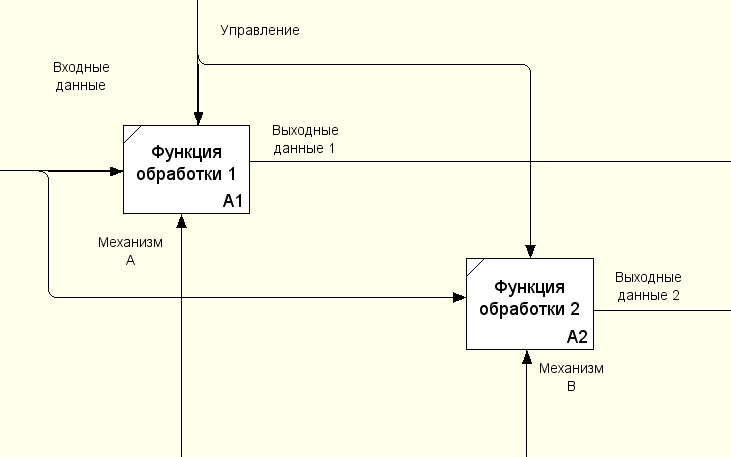 Управление
Входные
данные
Выходные
данные 1
Функция
обработки 1
A1
Механизм
A
Функция
обработки 2
A2
Выходные
данные 2
Механизм
B